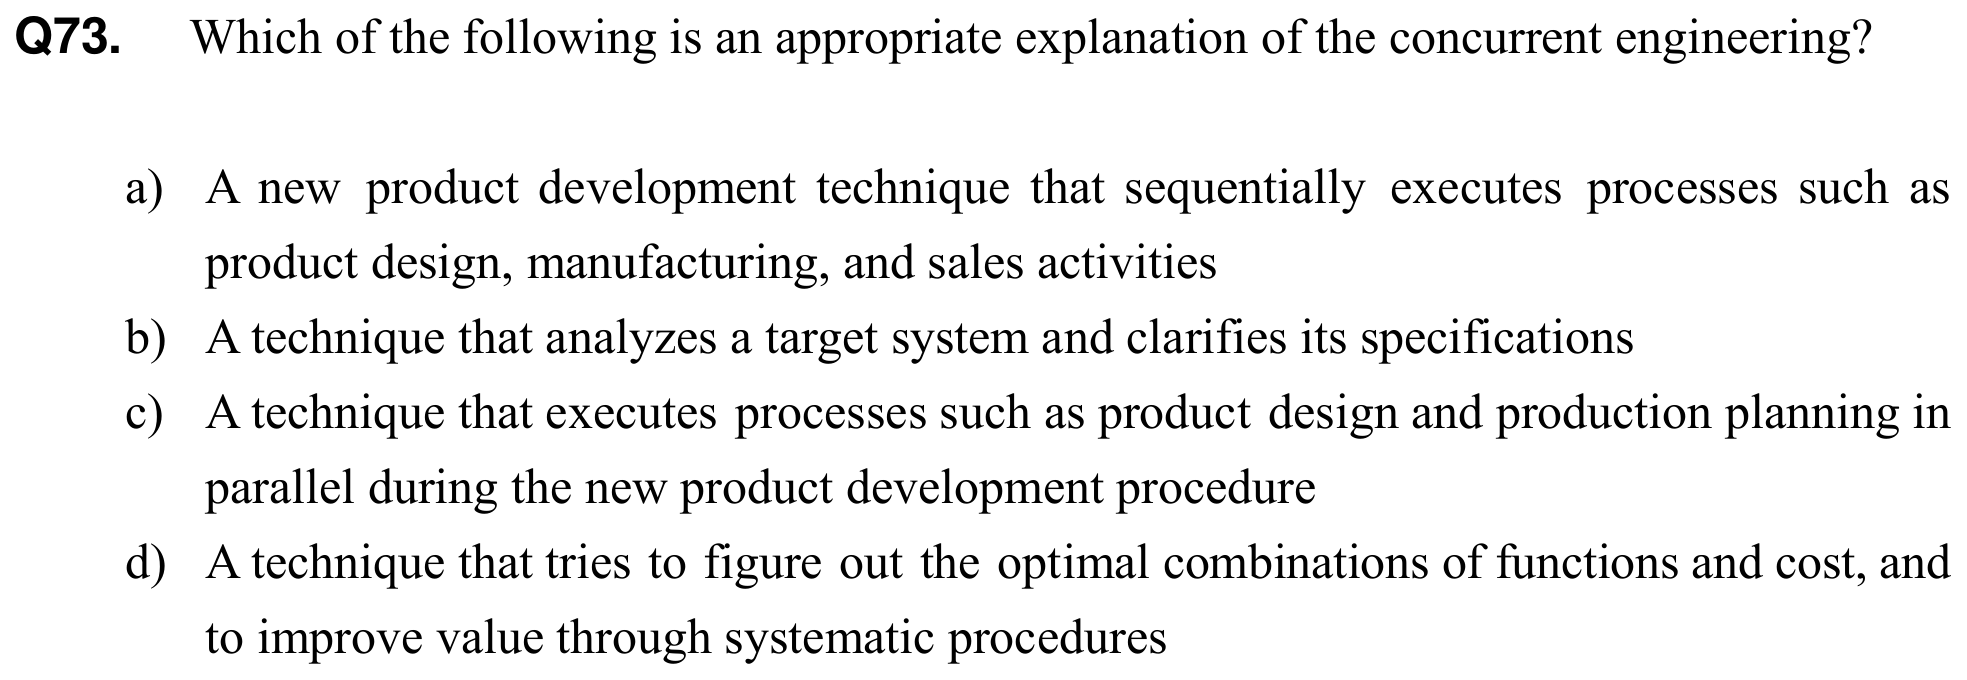 Q73. Which of the following is an appropriate explanation of the concurrent engineering?
a) A new product development technique that sequentially executes processes such as
product design, manufacturing, and sales activities
b) A technique that analyzes a target system and clarifies its specifications
c) A technique that executes processes such as product design and production planning in
parallel during the new product development procedure
d) A technique that tries to figure out the optimal combinations of functions and cost, and
to improve value through systematic procedures